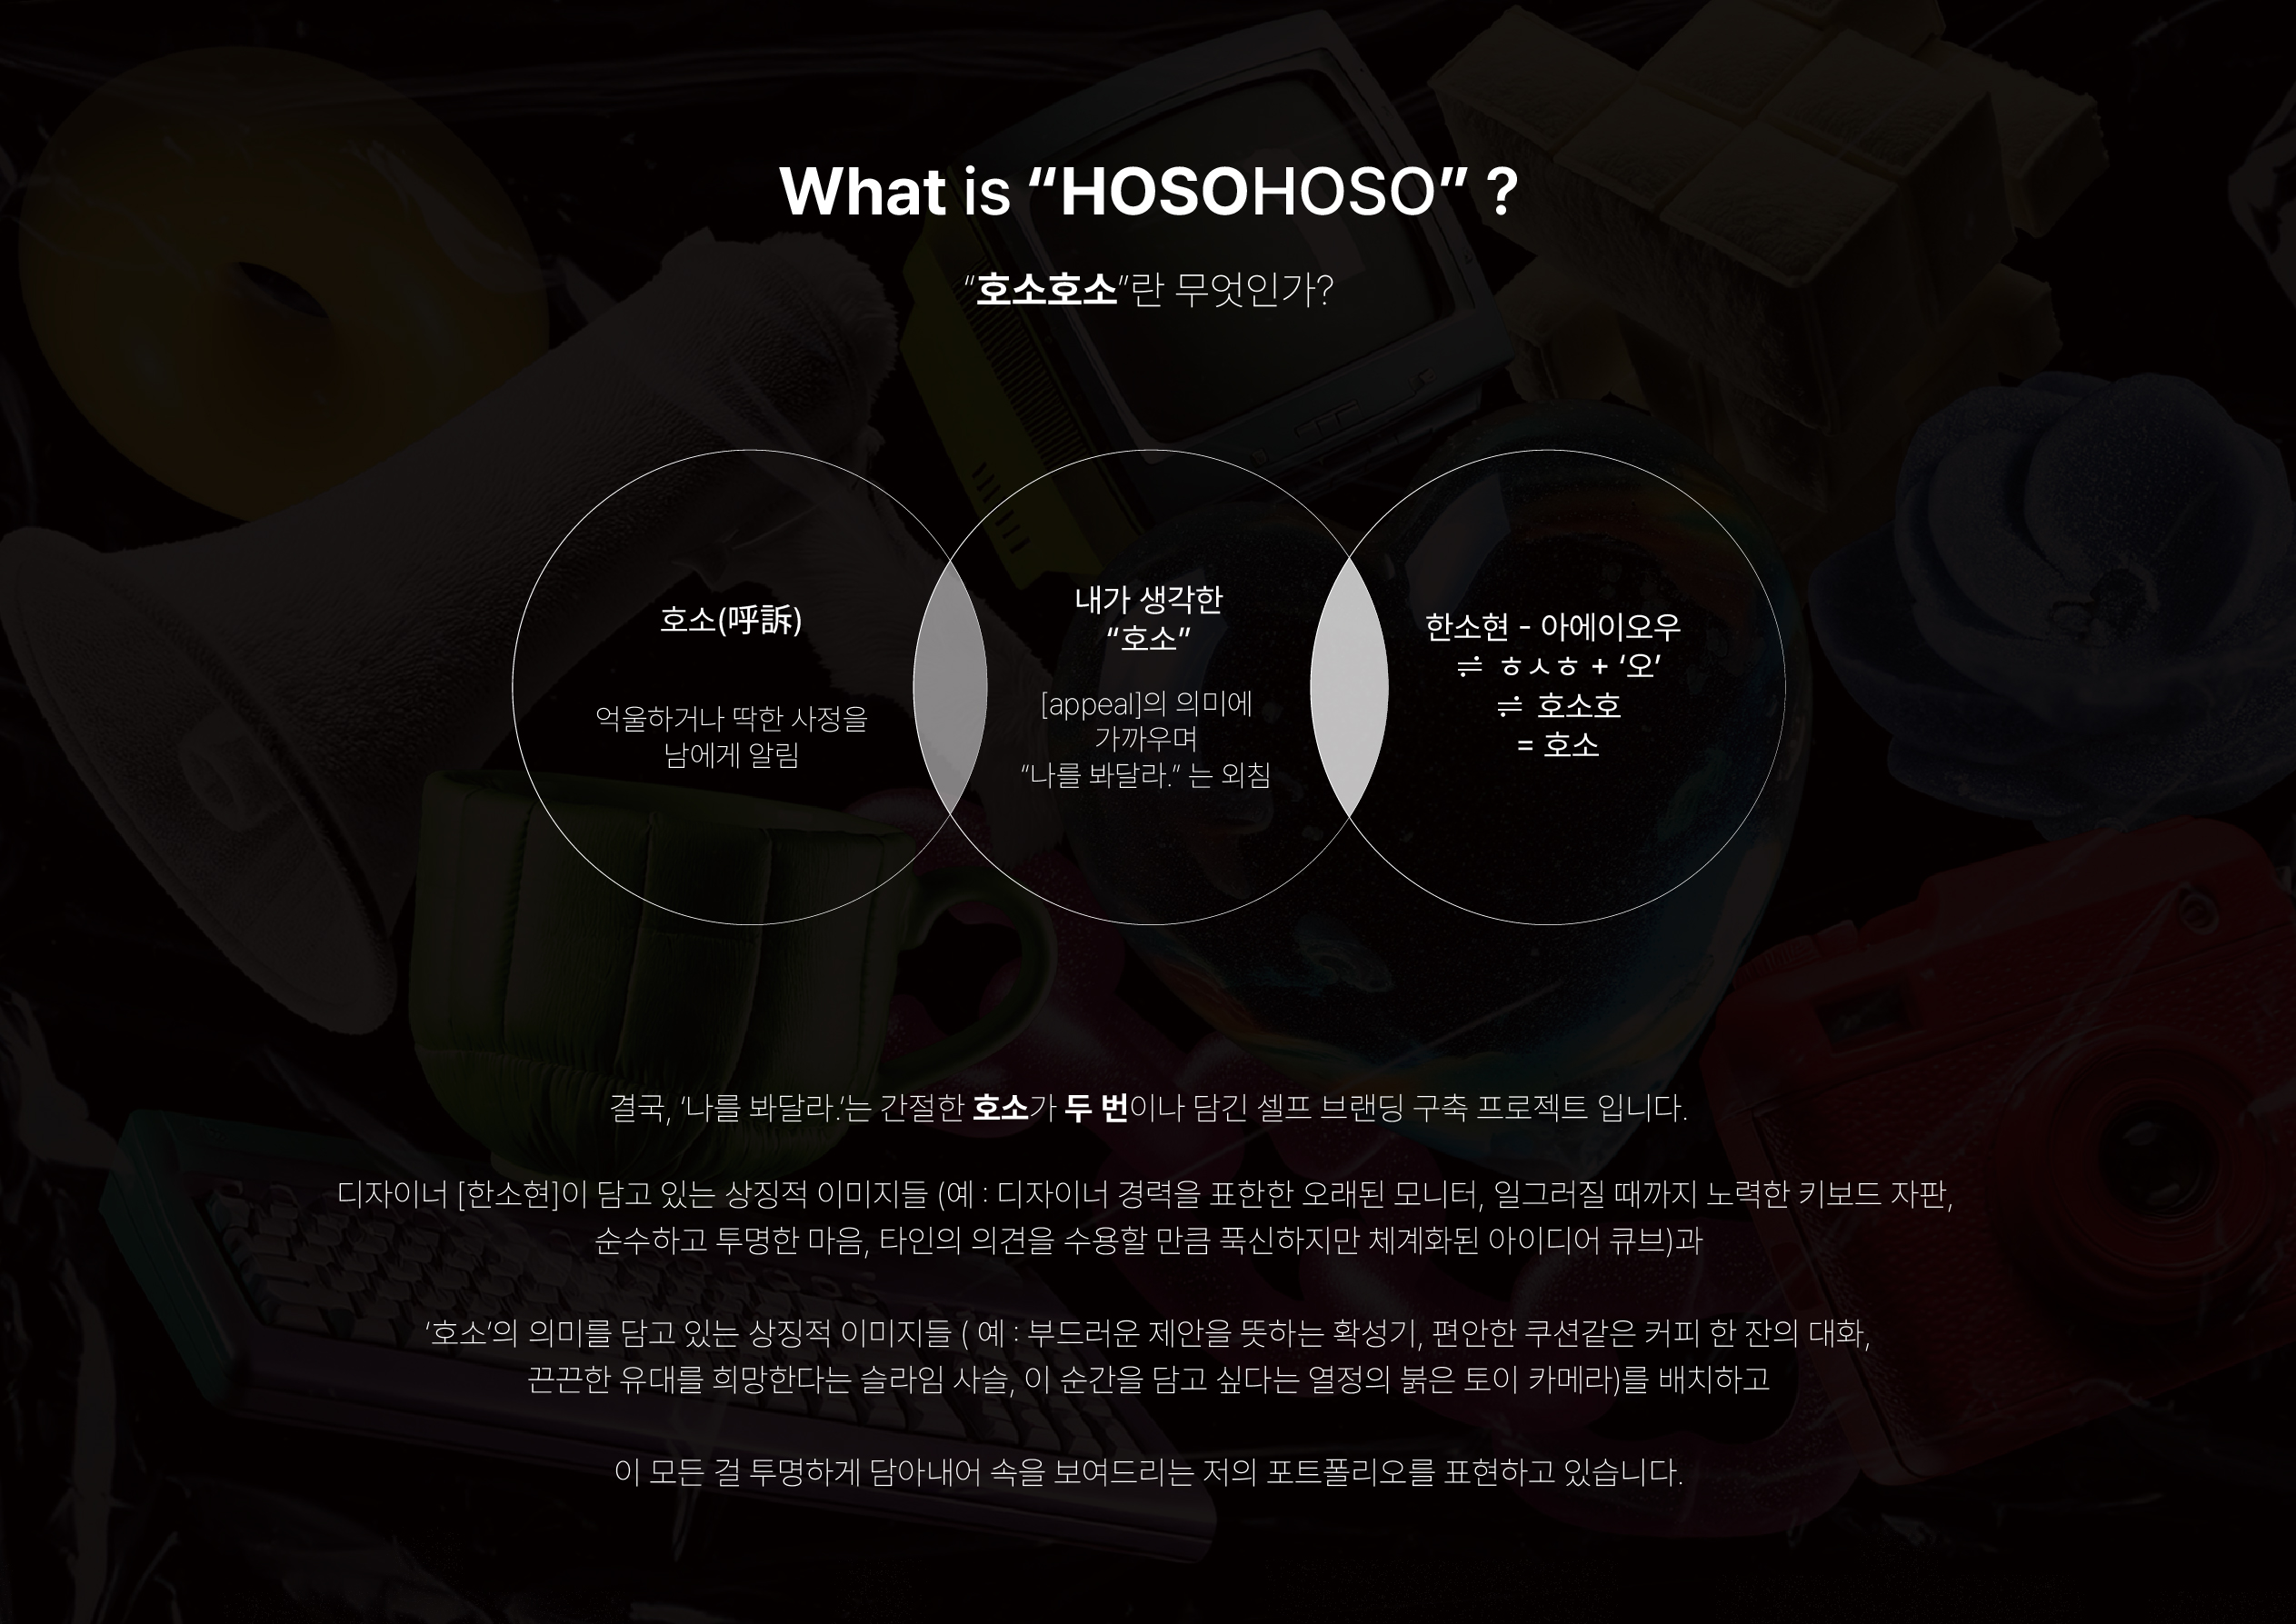 What is “HOSOHOSO” ?
“호소호소”란 무엇인가?
호소(呼訴)
억울하거나 딱한 사정을
남에게 알림
내가 생각한
“호소”
[appeal]의 의미에
가까우며
“나를 봐달라.” 는 외침
한소현 - 아에이오우
≓ ㅎㅅㅎ + ‘오’
≓ 호소호
= 호소
결국, ‘나를 봐달라.’는 간절한 호소가 두 번이나 담긴 셀프 브랜딩 구축 프로젝트 입니다.
디자이너 [한소현]이 담고 있는 상징적 이미지들 (예 : 디자이너 경력을 표한한 오래된 모니터, 일그러질 때까지 노력한 키보드 자판,
순수하고 투명한 마음, 타인의 의견을 수용할 만큼 푹신하지만 체계화된 아이디어 큐브)과
‘호소’의 의미를 담고 있는 상징적 이미지들 ( 예 : 부드러운 제안을 뜻하는 확성기, 편안한 쿠션같은 커피 한 잔의 대화,
끈끈한 유대를 희망한다는 슬라임 사슬, 이 순간을 담고 싶다는 열정의 붉은 토이 카메라)를 배치하고
이 모든 걸 투명하게 담아내어 속을 보여드리는 저의 포트폴리오를 표현하고 있습니다.